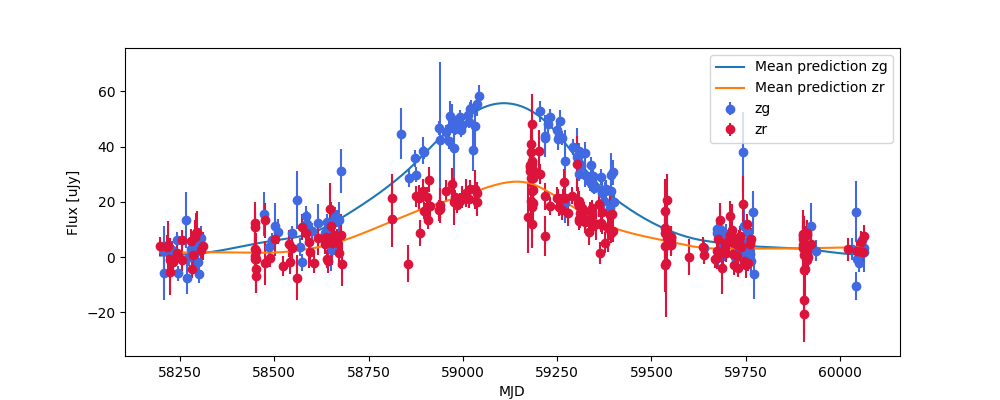 Mean prediction zg
Mean prediction zr
zg
zr
Flux [uJy]
60
40
20
0
−20
58250 58500 58750 59000 59250 59500 59750 60000
MJD